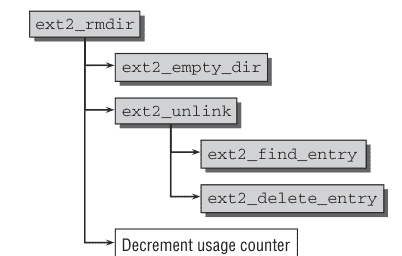 ext2_rmdir
ext2_empty_dir
ext2_unlink
ext2_find_entry
ext2_delete_entry
Decrement usage counter